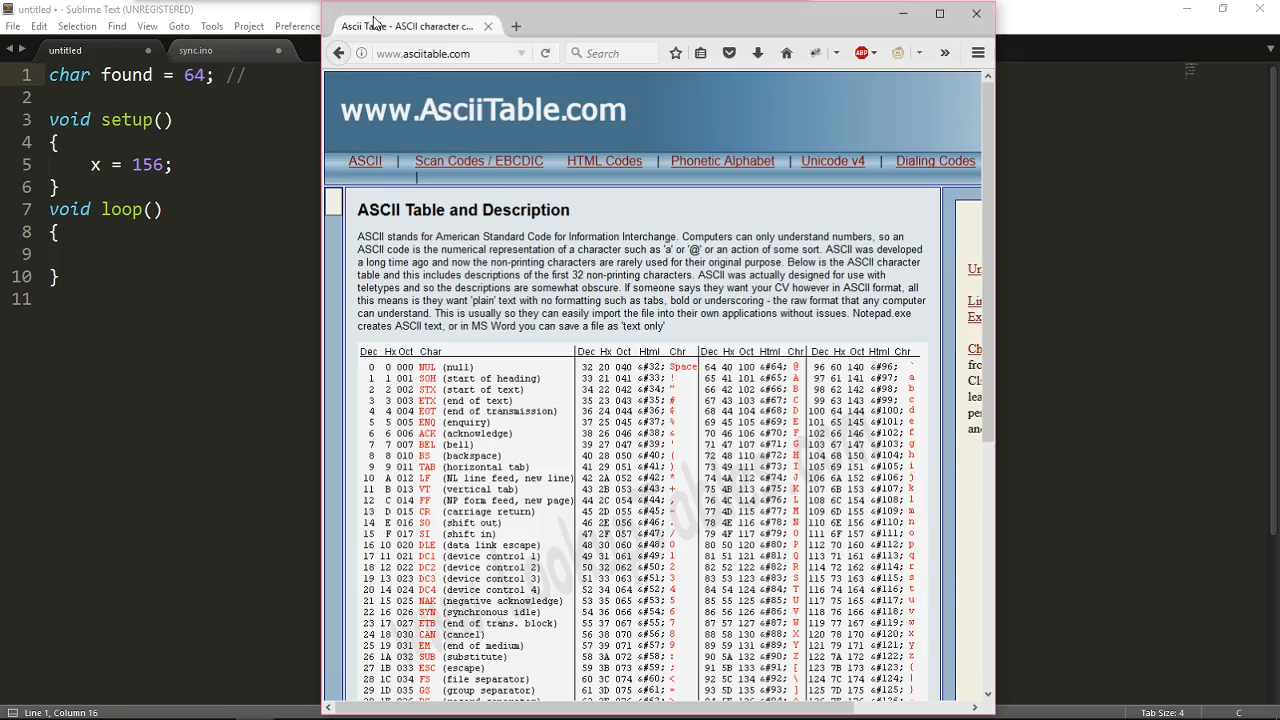 untitled • - Sublime Text (UNREGISTERED)
File Edit Selection Find View Goto Tools Project Preference
untitled
sync.ino
1 char found = 64; //
2
3 void setup()
4 {
5 x = 156;
6 }
7 void loop()
8 {
9
10 }
11
Ascii Table - ASCII character c...
www.asciitable.com
Search
ABP
www.AsciiTable.com
ASCII | Scan Codes / EBCDIC | HTML Codes | Phonetic Alphabet | Unicode v4 | Dialing Codes
|
ASCII Table and Description
ASCII stands for American Standard Code for Information Interchange. Computers can only understand numbers, so an
ASCII code is the numerical representation of a character such as 'a' or '@' or an action of some sort. ASCII was developed
a long time ago and now the non-printing characters are rarely used for their original purpose. Below is the ASCII character
table and this includes descriptions of the first 32 non-printing characters. ASCII was actually designed for use with
teletypes and so the descriptions are somewhat obscure. If someone says they want your CV however in ASCII format, all
this means is they want 'plain' text with no formatting such as tabs, bold or underscoring - the raw format that any computer
can understand. This is usually so they can easily import the file into their own applications without issues. Notepad.exe
creates ASCII text, or in MS Word you can save a file as 'text only'
Dec Hx Oct Char Dec Hx Oct Html Chr Dec Hx Oct Html Chr Dec Hx Oct Html Chr
0 0 000 NUL (null) 32 20 040 &#32; Space 64 40 100 &#64; @ 96 60 140 &#96; `
1 1 001 SOH (start of heading) 33 21 041 &#33; ! 65 41 101 &#65; A 97 61 141 &#97; a
2 2 002 STX (start of text) 34 22 042 &#34; " 66 42 102 &#66; B 98 62 142 &#98; b
3 3 003 ETX (end of text) 35 23 043 &#35; # 67 43 103 &#67; C 99 63 143 &#99; c
4 4 004 EOT (end of transmission) 36 24 044 &#36; $ 68 44 104 &#68; D 100 64 144 &#100; d
5 5 005 ENQ (enquiry) 37 25 045 &#37; % 69 45 105 &#69; E 101 65 145 &#101; e
6 6 006 ACK (acknowledge) 38 26 046 &#38; & 70 46 106 &#70; F 102 66 146 &#102; f
7 7 007 BEL (bell) 39 27 047 &#39; ' 71 47 107 &#71; G 103 67 147 &#103; g
8 8 010 BS (backspace) 40 28 050 &#40; ( 72 48 110 &#72; H 104 68 150 &#104; h
9 9 011 TAB (horizontal tab) 41 29 051 &#41; ) 73 49 111 &#73; I 105 69 151 &#105; i
10 A 012 LF (NL line feed, new line) 42 2A 052 &#42; * 74 4A 112 &#74; J 106 6A 152 &#106; j
11 B 013 VT (vertical tab) 43 2B 053 &#43; + 75 4B 113 &#75; K 107 6B 153 &#107; k
12 C 014 FF (NP form feed, new page) 44 2C 054 &#44; , 76 4C 114 &#76; L 108 6C 154 &#108; l
13 D 015 CR (carriage return) 45 2D 055 &#45; - 77 4D 115 &#77; M 109 6D 155 &#109; m
14 E 016 SO (shift out) 46 2E 056 &#46; . 78 4E 116 &#78; N 110 6E 156 &#110; n
15 F 017 SI (shift in) 47 2F 057 &#47; / 79 4F 117 &#79; O 111 6F 157 &#111; o
16 10 020 DLE (data link escape) 48 30 060 &#48; 0 80 50 120 &#80; P 112 70 160 &#112; p
17 11 021 DC1 (device control 1) 49 31 061 &#49; 1 81 51 121 &#81; Q 113 71 161 &#113; q
18 12 022 DC2 (device control 2) 50 32 062 &#50; 2 82 52 122 &#82; R 114 72 162 &#114; r
19 13 023 DC3 (device control 3) 51 33 063 &#51; 3 83 53 123 &#83; S 115 73 163 &#115; s
20 14 024 DC4 (device control 4) 52 34 064 &#52; 4 84 54 124 &#84; T 116 74 164 &#116; t
21 15 025 NAK (negative acknowledge) 53 35 065 &#53; 5 85 55 125 &#85; U 117 75 165 &#117; u
22 16 026 SYN (synchronous idle) 54 36 066 &#54; 6 86 56 126 &#86; V 118 76 166 &#118; v
23 17 027 ETB (end of trans. block) 55 37 067 &#55; 7 87 57 127 &#87; W 119 77 167 &#119; w
24 18 030 CAN (cancel) 56 38 070 &#56; 8 88 58 130 &#88; X 120 78 170 &#120; x
25 19 031 EM (end of medium) 57 39 071 &#57; 9 89 59 131 &#89; Y 121 79 171 &#121; y
26 1A 032 SUB (substitute) 58 3A 072 &#58; : 90 5A 132 &#90; Z 122 7A 172 &#122; z
27 1B 033 ESC (escape) 59 3B 073 &#59; ; 91 5B 133 &#91; [ 123 7B 173 &#123; {
28 1C 034 FS (file separator) 60 3C 074 &#60; < 92 5C 134 &#92; \ 124 7C 174 &#124; |
29 1D 035 GS (group separator) 61 3D 075 &#61; = 93 5D 135 &#93; ] 125 7D 175 &#125; }
Un
Lin
Ex
Ch
fro
Cli
lea
per
and
Line 1, Column 16
Tab Size: 4
C